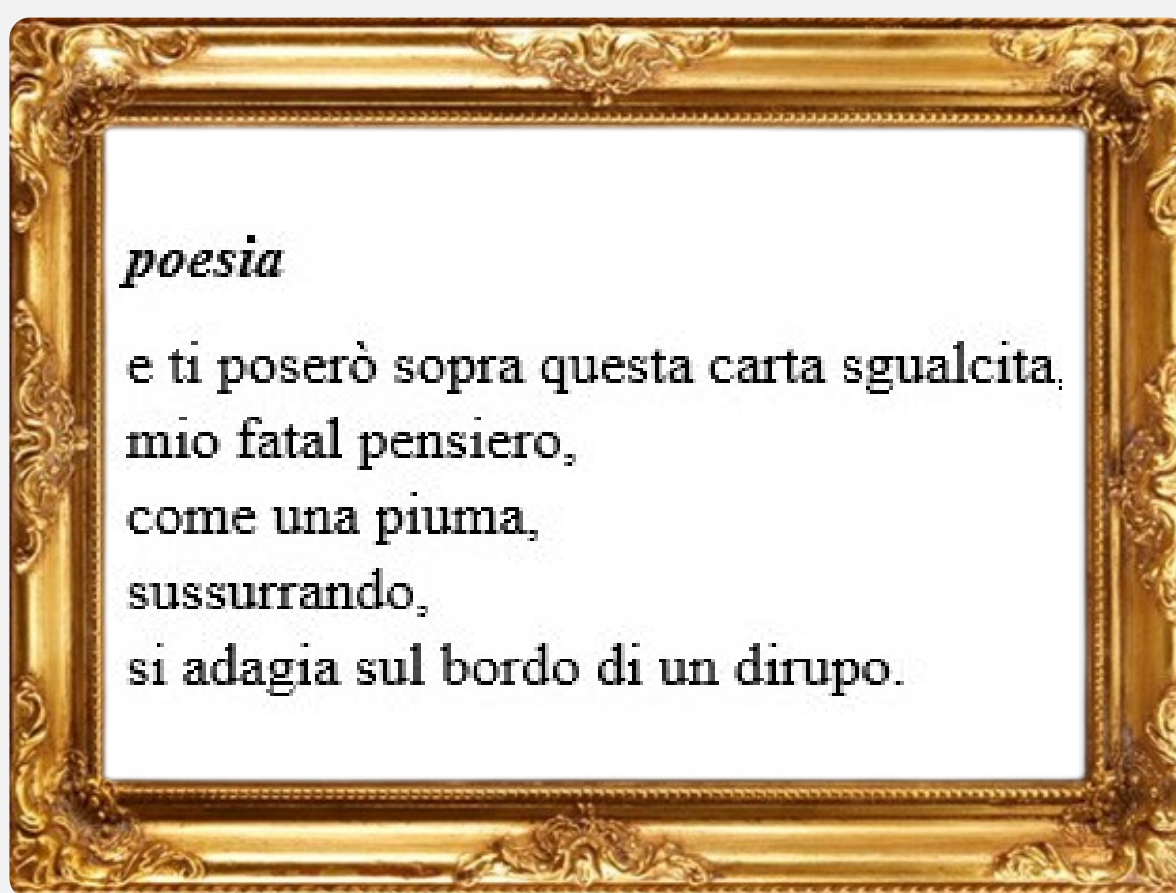 poesia
e ti poserò sopra questa carta sgualcita,
mio fatal pensiero,
come una piuma,
sussurrando,
si adagia sul bordo di un dirupo.